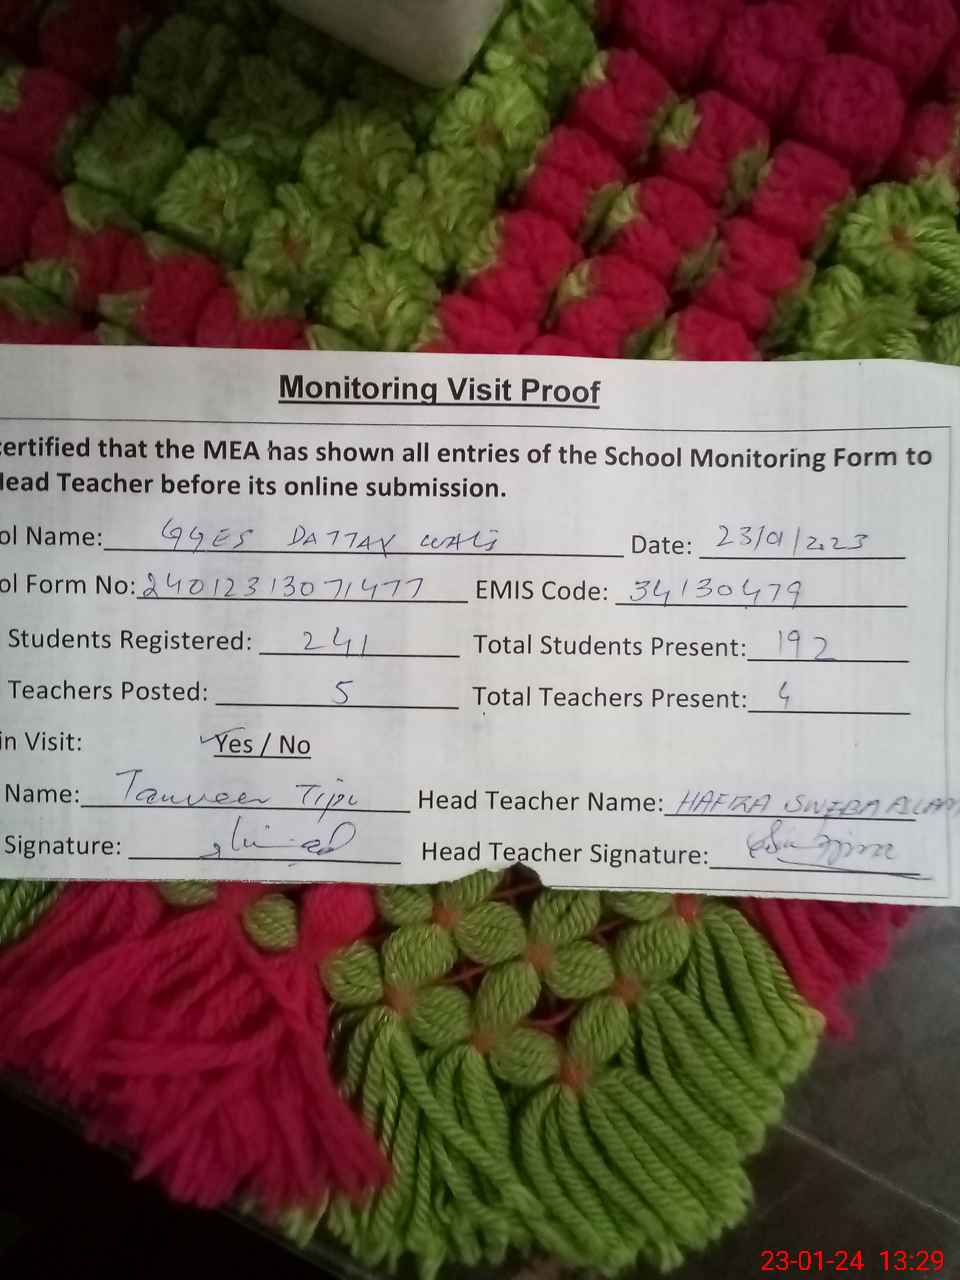 Monitoring Visit Proof
certified that the MEA has shown all entries of the School Monitoring Form to
Head Teacher before its online submission.
ol Name: GGES DATTAY WALI Date: 23/01/2023
ol Form No: 24012313071477 EMIS Code: 34130479
Students Registered: 241 Total Students Present: 192
Teachers Posted: 5 Total Teachers Present: 4
in Visit: Yes / No
Name: Tanveer Tipu Head Teacher Name: HAFIZA
Signature: Head Teacher Signature:
23-01-24 13:29